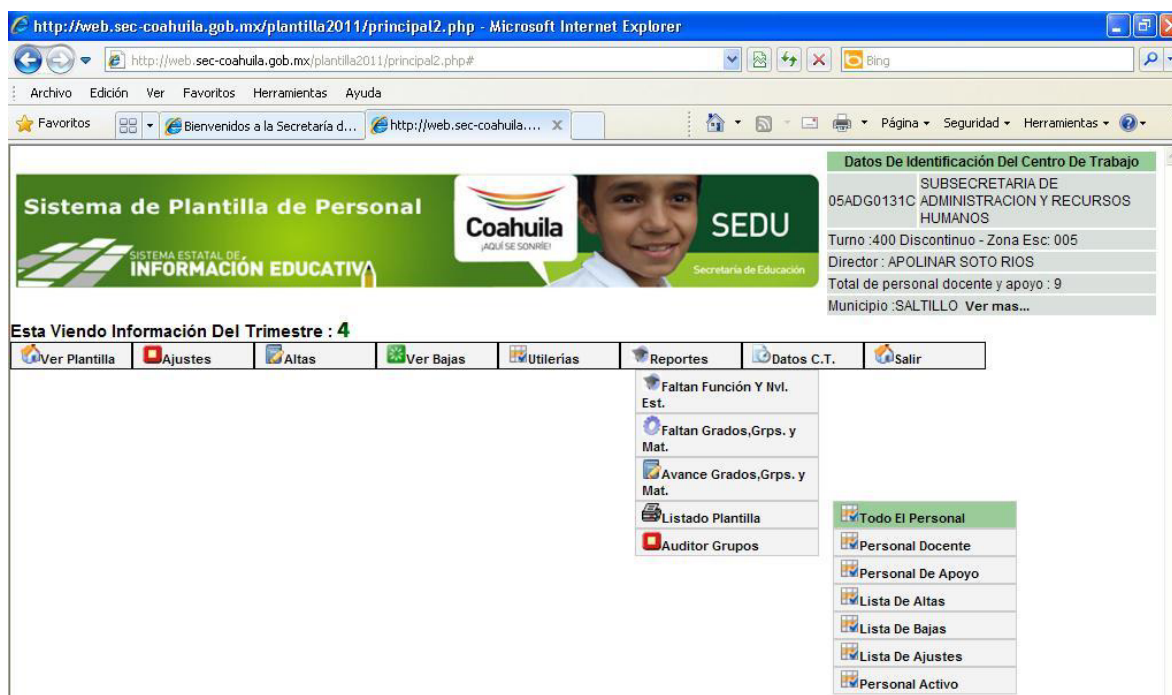 http://web.sec-coahuila.gob.mx/plantilla2011/principal2.php - Microsoft Internet Explorer
http://web.sec-coahuila.gob.mx/plantilla2011/principal2.php#
Bing
Archivo Edición Ver Favoritos Herramientas Ayuda
Favoritos
Bienvenidos a la Secretaría d...
http://web.sec-coahuila....
Página
Seguridad
Herramientas
Sistema de Plantilla de Personal
SISTEMA ESTATAL DE
INFORMACIÓN EDUCATIVA
Coahuila
¡AQUÍ SE SONRÍE!
SEDU
Secretaría de Educación
Datos De Identificación Del Centro De Trabajo
05ADG0131C
SUBSECRETARIA DE
ADMINISTRACION Y RECURSOS
HUMANOS
Turno :400 Discontinuo - Zona Esc: 005
Director : APOLINAR SOTO RIOS
Total de personal docente y apoyo : 9
Municipio :SALTILLO Ver mas...
Esta Viendo Información Del Trimestre : 4
Ver Plantilla Ajustes Altas Ver Bajas Utilerías Reportes Datos C.T. Salir
Faltan Función Y Nvl.
Est.
Faltan Grados,Grps. y
Mat.
Avance Grados,Grps. y
Mat.
Listado Plantilla
Auditor Grupos
Todo El Personal
Personal Docente
Personal De Apoyo
Lista De Altas
Lista De Bajas
Lista De Ajustes
Personal Activo